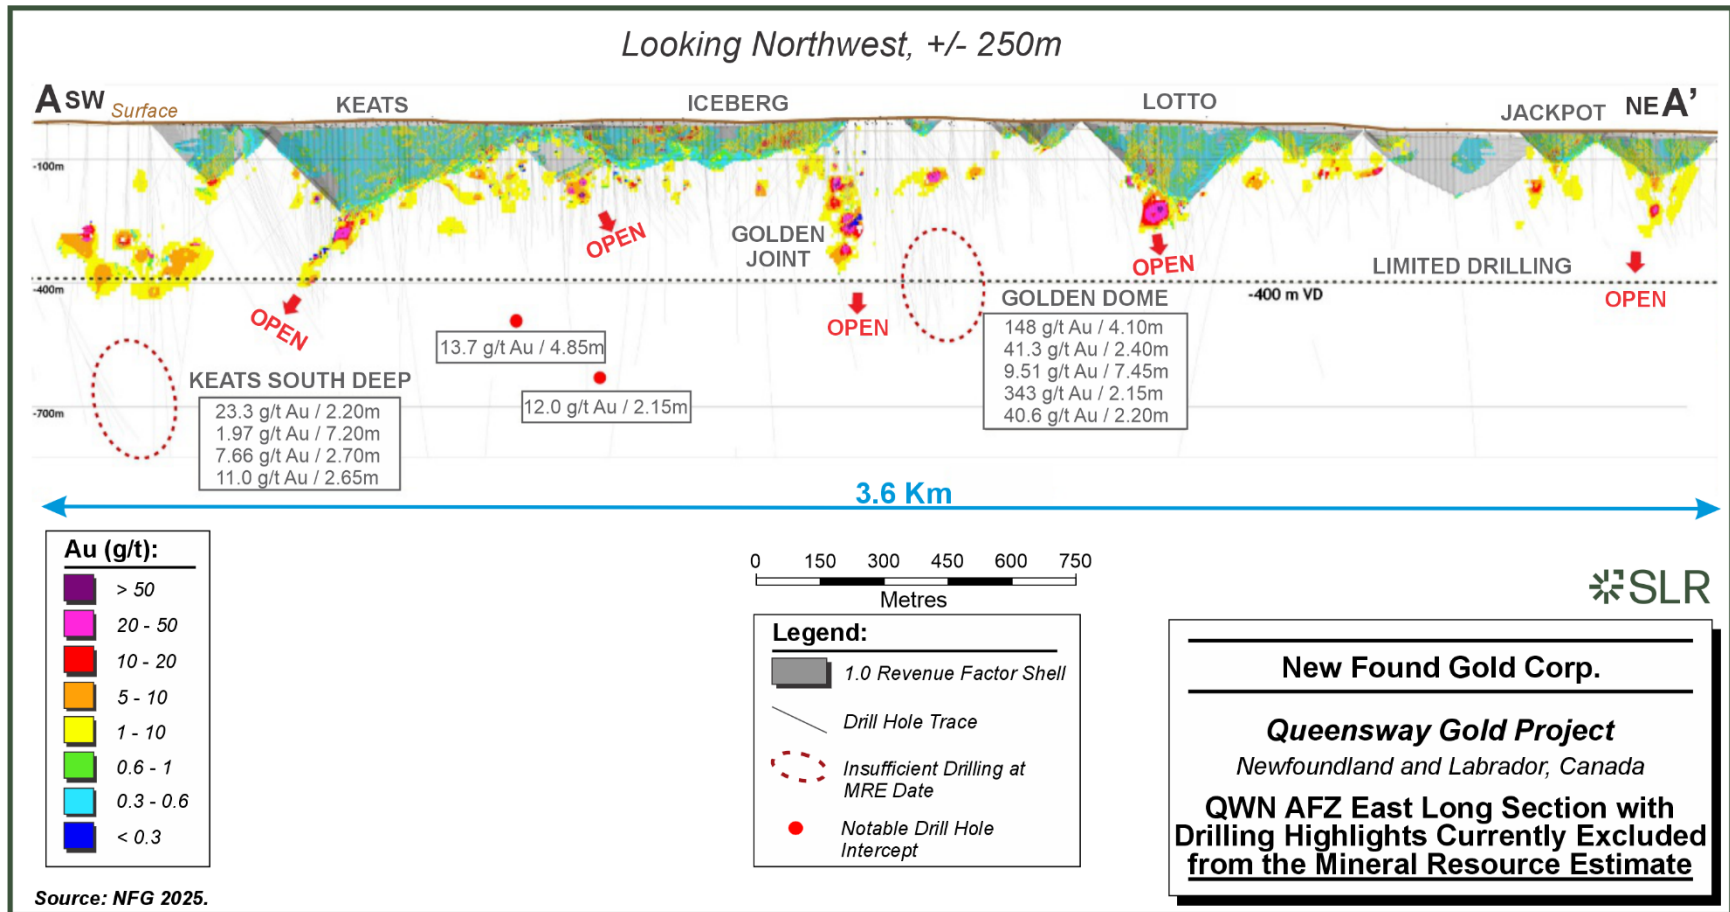 Looking Northwest, +/- 250m
A SW
Surface
KEATS
ICEBERG
LOTTO
JACKPOT
NE A’
-100m
OPEN
GOLDEN
JOINT
OPEN
LIMITED DRILLING
-400m
-400 m VD
OPEN
OPEN
OPEN
GOLDEN DOME
148 g/t Au / 4.10m
41.3 g/t Au / 2.40m
9.51 g/t Au / 7.45m
343 g/t Au / 2.15m
40.6 g/t Au / 2.20m
13.7 g/t Au / 4.85m
12.0 g/t Au / 2.15m
KEATS SOUTH DEEP
23.3 g/t Au / 2.20m
1.97 g/t Au / 7.20m
7.66 g/t Au / 2.70m
11.0 g/t Au / 2.65m
-700m
3.6 Km
Au (g/t):
> 50
20 - 50
10 - 20
5 - 10
1 - 10
0.6 - 1
0.3 - 0.6
< 0.3
0 150 300 450 600 750
Metres
Legend:
1.0 Revenue Factor Shell
Drill Hole Trace
Insufficient Drilling at
MRE Date
Notable Drill Hole
Intercept
SLR
New Found Gold Corp.
Queensway Gold Project
Newfoundland and Labrador, Canada
QWN AFZ East Long Section with
Drilling Highlights Currently Excluded
from the Mineral Resource Estimate
Source: NFG 2025.